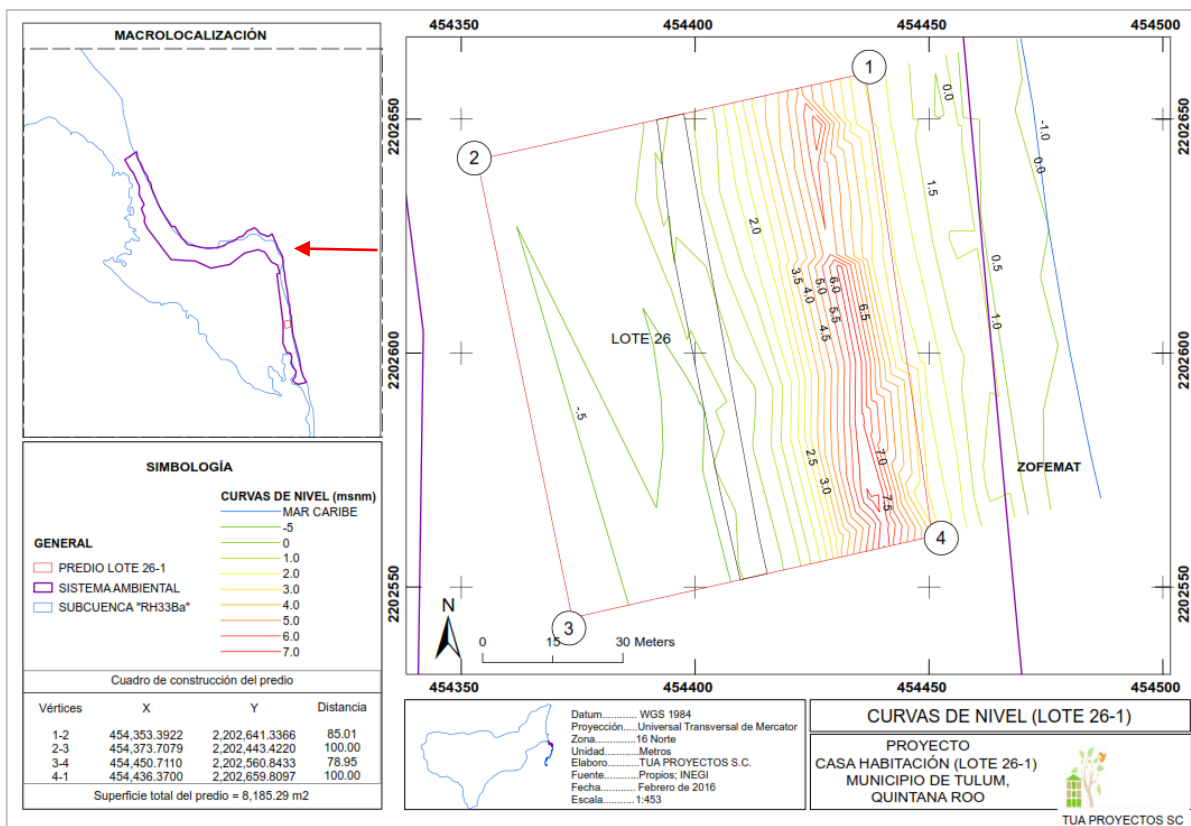 MACROLOCALIZACIÓN
SIMBOLOGÍA
CURVAS DE NIVEL (msnm)
MAR CARIBE
-5
0
1.0
2.0
3.0
4.0
5.0
6.0
7.0
GENERAL
PREDIO LOTE 26-1
SISTEMA AMBIENTAL
SUBCUENCA "RH33Ba"
Cuadro de construcción del predio
Vértices X Y Distancia
1-2 454,353.3922 2,202,641.3366 85.01
2-3 454,373.7079 2,202,443.4220 100.00
3-4 454,450.7110 2,202,560.8433 78.95
4-1 454,436.3700 2,202,659.8097 100.00
Superficie total del predio = 8,185.29 m2
454350 454400 454450 454500
2202650 2202650
2202600 2202600
2202550 2202550
1
2
3
4
0.0
-1.0
0.0
1.5
2.0
0.5
1.0
3.5
4.0
5.0
6.0
4.5
5.5
6.5
LOTE 26
-.5
2.5
3.0
7.0
7.5
ZOFEMAT
N
0 15 30 Meters
454350 454400 454450 454500
Datum............ WGS 1984
Proyección.....Universal Transversal de Mercator
Zona............16 Norte
Unidad..........Metros
Elaboro..........TUA PROYECTOS S.C.
Fuente...........Propios; INEGI
Fecha............Febrero de 2016
Escala..........1:453
CURVAS DE NIVEL (LOTE 26-1)
PROYECTO
CASA HABITACIÓN (LOTE 26-1)
MUNICIPIO DE TULUM,
QUINTANA ROO
TUA PROYECTOS SC